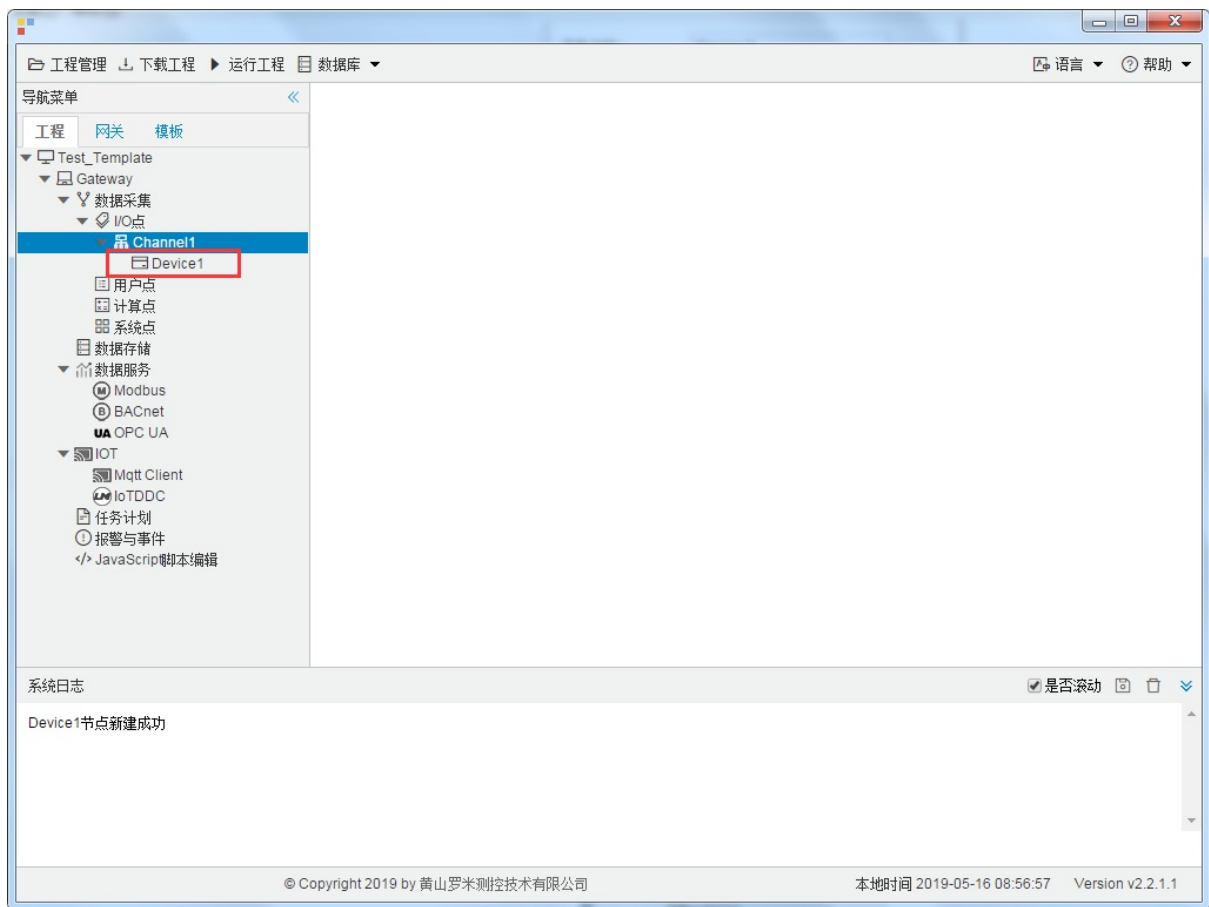 工程管理 下载工程 运行工程 数据库 语言 帮助
导航菜单
工程 网关 模板
Test_Template
Gateway
数据采集
I/O点
Channel1
Device1
用户点
计算点
系统点
数据存储
数据服务
M Modbus
B BACnet
UA OPC UA
IOT
Mqtt Client
IoTDDC
任务计划
报警与事件
</> JavaScript脚本编辑
系统日志 是否滚动
Device1节点新建成功
© Copyright 2019 by 黄山罗米测控技术有限公司 本地时间 2019-05-16 08:56:57 Version v2.2.1.1